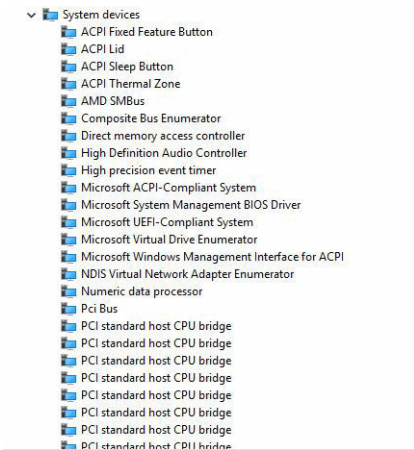 System devices
ACPI Fixed Feature Button
ACPI Lid
ACPI Sleep Button
ACPI Thermal Zone
AMD SMBus
Composite Bus Enumerator
Direct memory access controller
High Definition Audio Controller
High precision event timer
Microsoft ACPI-Compliant System
Microsoft System Management BIOS Driver
Microsoft UEFI-Compliant System
Microsoft Virtual Drive Enumerator
Microsoft Windows Management Interface for ACPI
NDIS Virtual Network Adapter Enumerator
Numeric data processor
Pci Bus
PCI standard host CPU bridge
PCI standard host CPU bridge
PCI standard host CPU bridge
PCI standard host CPU bridge
PCI standard host CPU bridge
PCI standard host CPU bridge
PCI standard host CPU bridge
PCI standard host CPU bridge